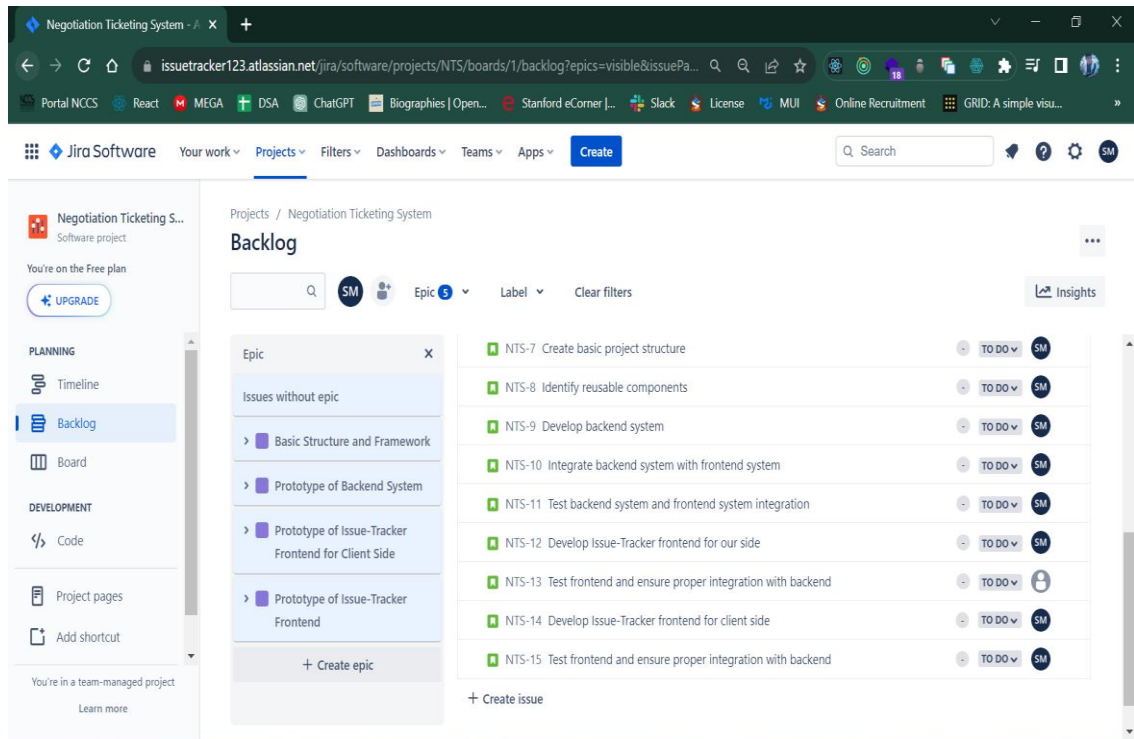 Negotiation Ticketing System - A
issuetracker123.atlassian.net/jira/software/projects/NTS/boards/1/backlog?epics=visible&issuePa...
18
Portal NCCS React MEGA DSA ChatGPT Biographies | Open... Stanford eCorner |... Slack License MUI Online Recruitment GRID: A simple visu... »
Jira Software Your work Projects Filters Dashboards Teams Apps Create Search SM
Negotiation Ticketing S...
Software project
You're on the Free plan
UPGRADE
PLANNING
Timeline
Backlog
Board
DEVELOPMENT
Code
Project pages
Add shortcut
You're in a team-managed project
Learn more
Projects / Negotiation Ticketing System
Backlog
SM Epic 5 Label Clear filters Insights
Epic X
Issues without epic
Basic Structure and Framework
Prototype of Backend System
Prototype of Issue-Tracker
Frontend for Client Side
Prototype of Issue-Tracker
Frontend
+ Create epic
NTS-7 Create basic project structure - TO DO SM
NTS-8 Identify reusable components - TO DO SM
NTS-9 Develop backend system - TO DO SM
NTS-10 Integrate backend system with frontend system - TO DO SM
NTS-11 Test backend system and frontend system integration - TO DO SM
NTS-12 Develop Issue-Tracker frontend for our side - TO DO SM
NTS-13 Test frontend and ensure proper integration with backend - TO DO
NTS-14 Develop Issue-Tracker frontend for client side - TO DO SM
NTS-15 Test frontend and ensure proper integration with backend - TO DO SM
+ Create issue